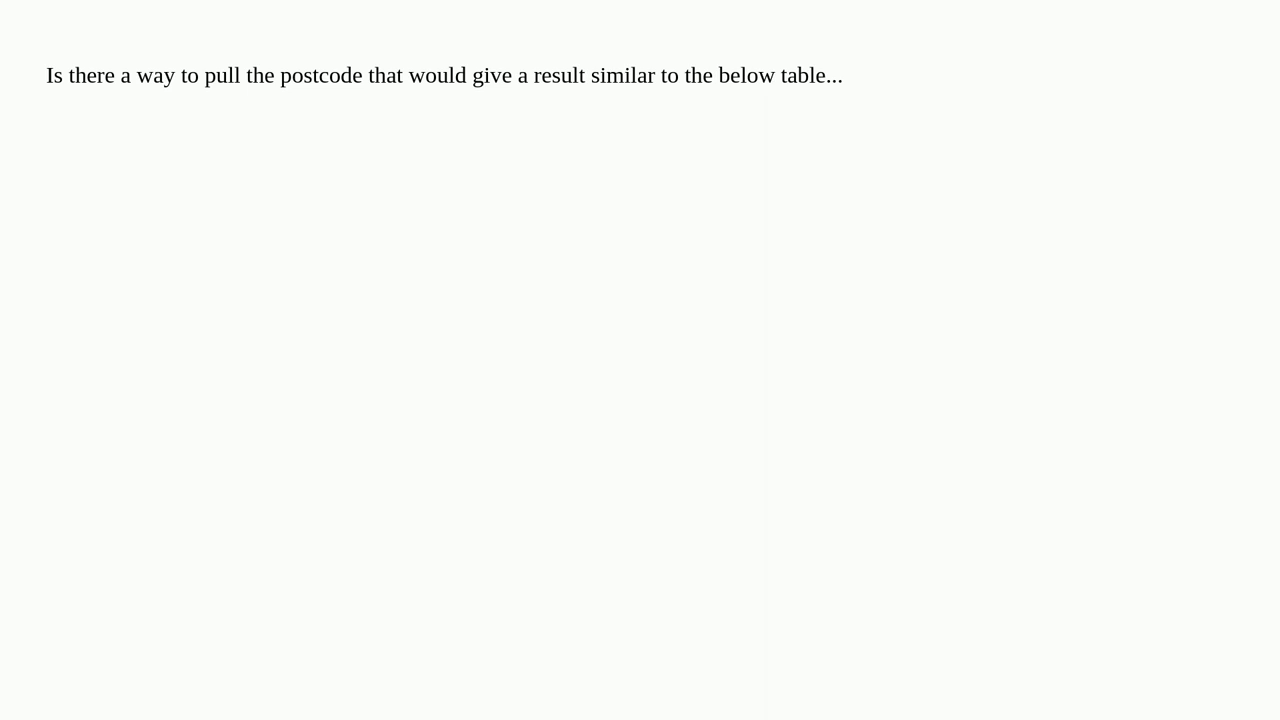 Is there a way to pull the postcode that would give a result similar to the below table...